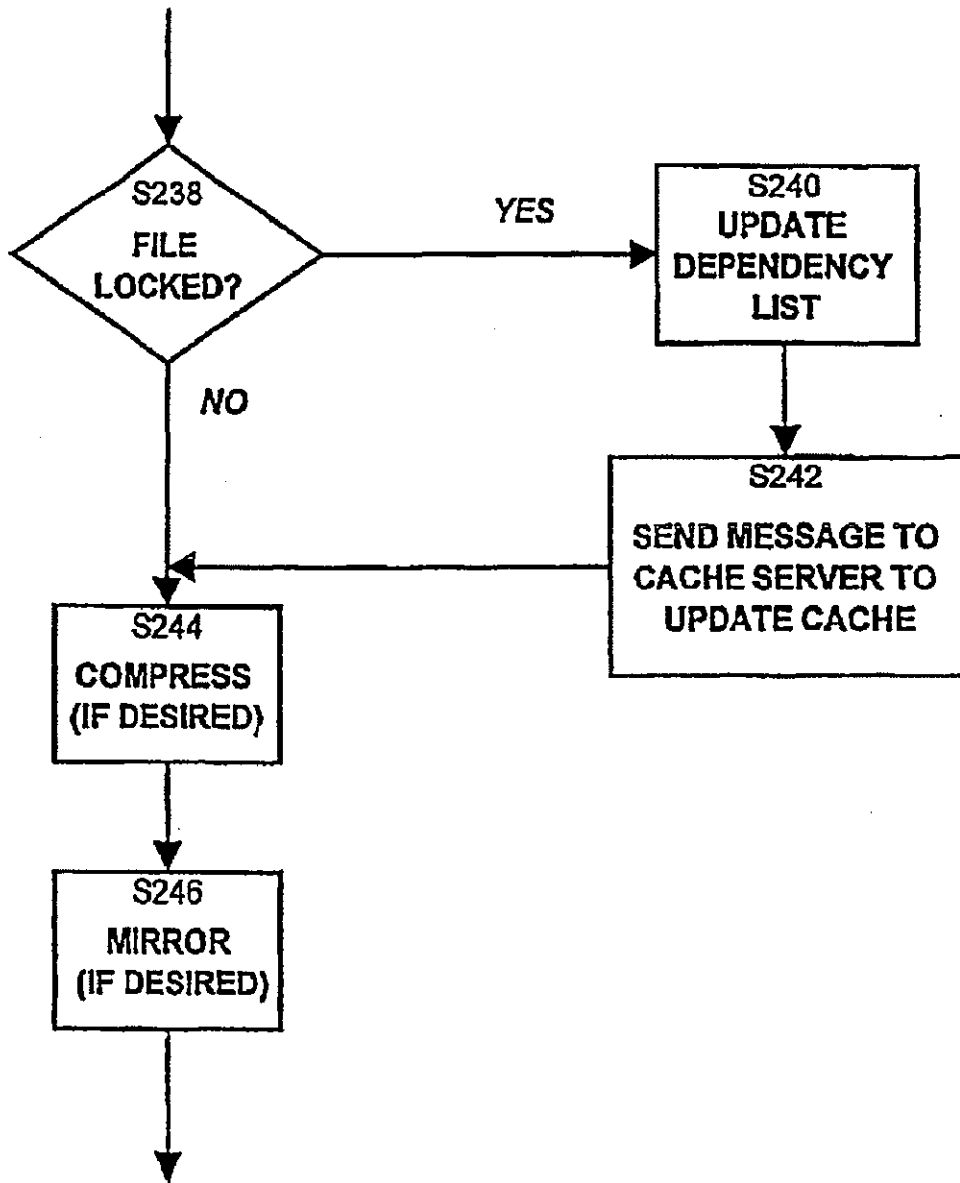 S238
FILE
LOCKED?
YES
S240
UPDATE
DEPENDENCY
LIST
NO
S242
SEND MESSAGE TO
CACHE SERVER TO
UPDATE CACHE
S244
COMPRESS
(IF DESIRED)
S246
MIRROR
(IF DESIRED)